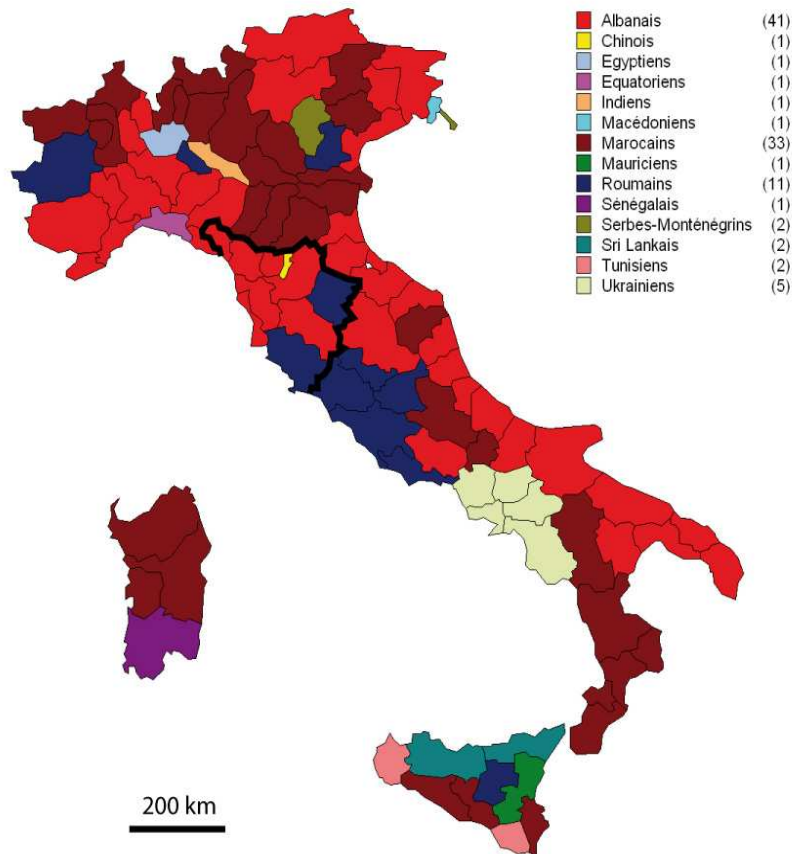 Albanais (41)
Chinois (1)
Egyptiens (1)
Equatoriens (1)
Indiens (1)
Macédoniens (1)
Marocains (33)
Mauriciens (1)
Roumains (11)
Sénégalais (1)
Serbes-Monténégrins (2)
Sri Lankais (2)
Tunisiens (2)
Ukrainiens (5)
200 km